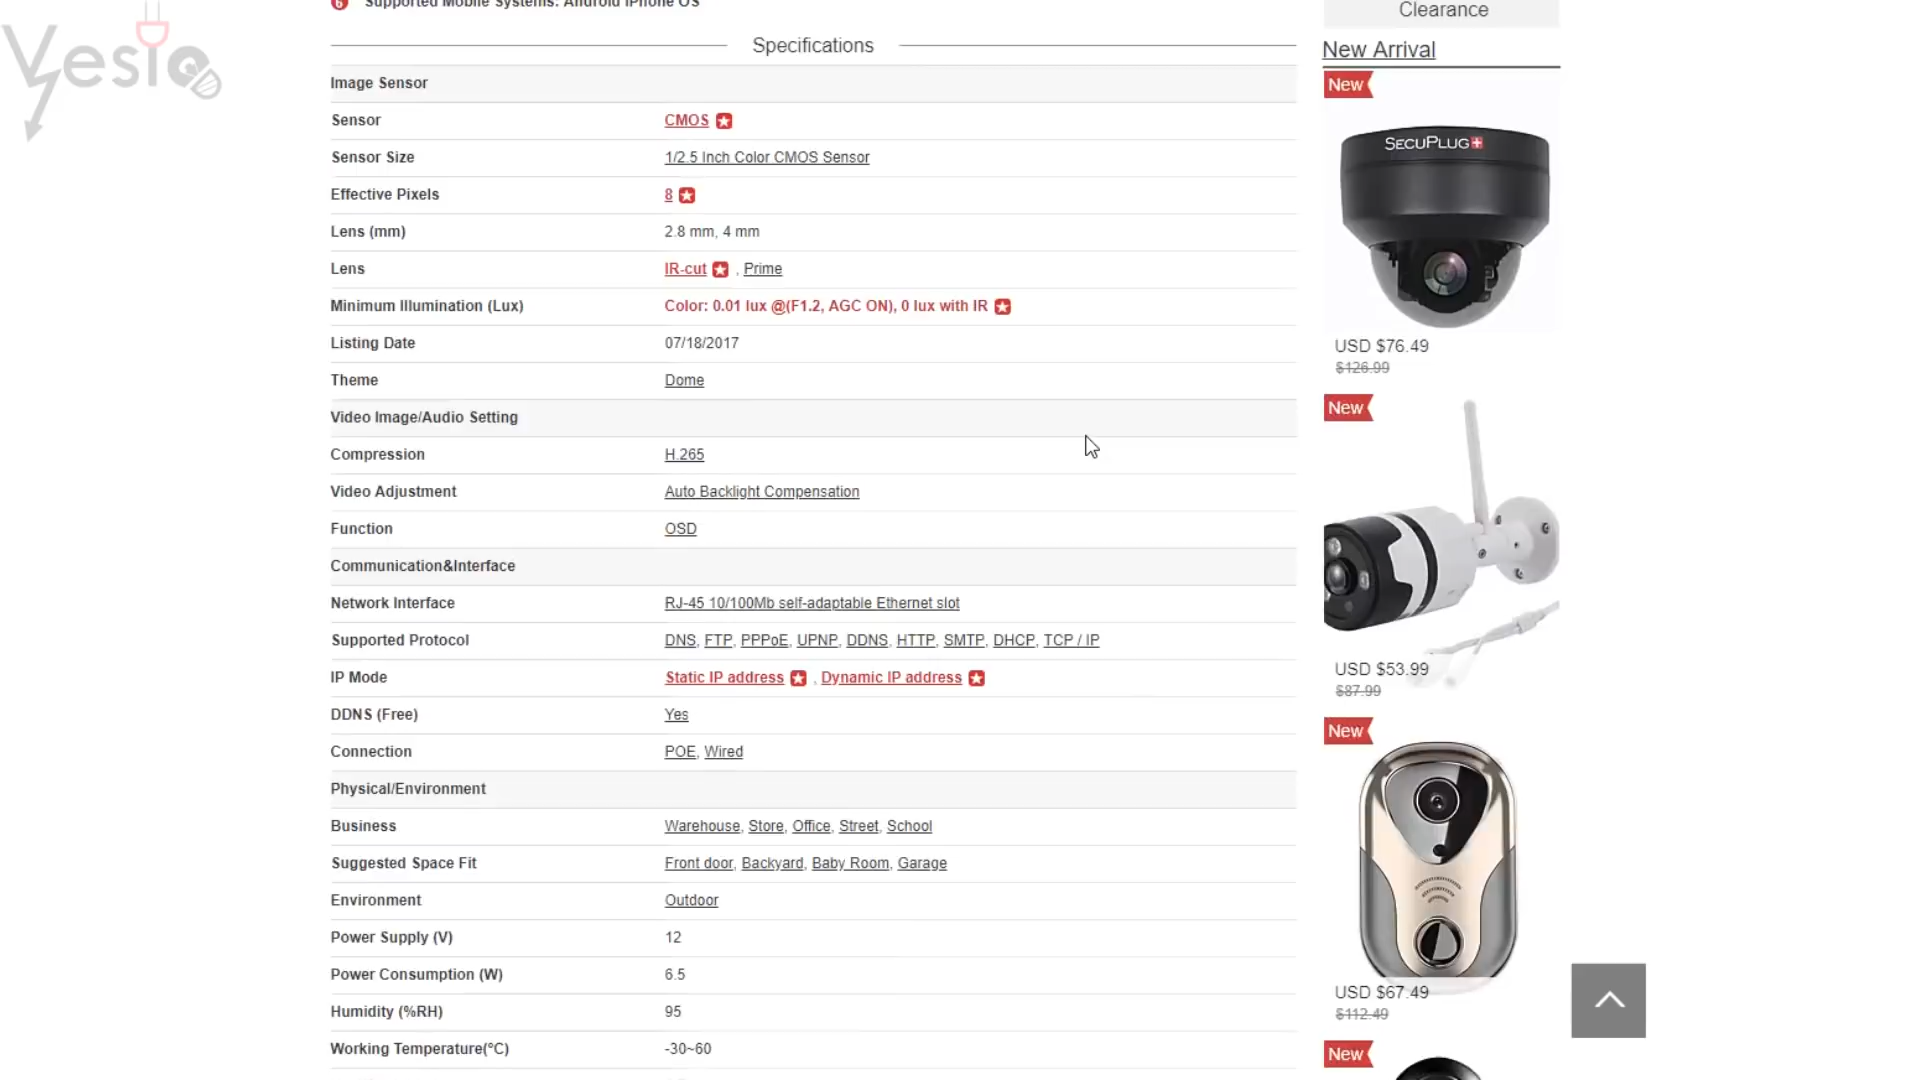 Yesio
6 Supported Mobile Systems: Android iPhone OS
Specifications
Image Sensor
Sensor CMOS
Sensor Size 1/2.5 Inch Color CMOS Sensor
Effective Pixels 8
Lens (mm) 2.8 mm, 4 mm
Lens IR-cut , Prime
Minimum Illumination (Lux) Color: 0.01 lux @(F1.2, AGC ON), 0 lux with IR
Listing Date 07/18/2017
Theme Dome
Video Image/Audio Setting
Compression H.265
Video Adjustment Auto Backlight Compensation
Function OSD
Communication&Interface
Network Interface RJ-45 10/100Mb self-adaptable Ethernet slot
Supported Protocol DNS, FTP, PPPoE, UPNP, DDNS, HTTP, SMTP, DHCP, TCP / IP
IP Mode Static IP address , Dynamic IP address
DDNS (Free) Yes
Connection POE, Wired
Physical/Environment
Business Warehouse, Store, Office, Street, School
Suggested Space Fit Front door, Backyard, Baby Room, Garage
Environment Outdoor
Power Supply (V) 12
Power Consumption (W) 6.5
Humidity (%RH) 95
Working Temperature(°C) -30~60
Clearance
New Arrival
New
SECUPLUG+
USD $76.49
$126.99
New
USD $53.99
$87.99
New
USD $67.49
$112.49
New